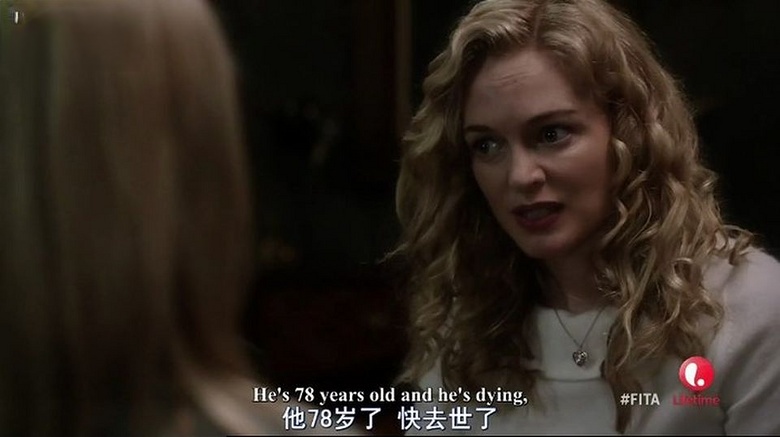 He's 78 years old and he's dying,
他78岁了 快去世了
#FITA
Lifetime